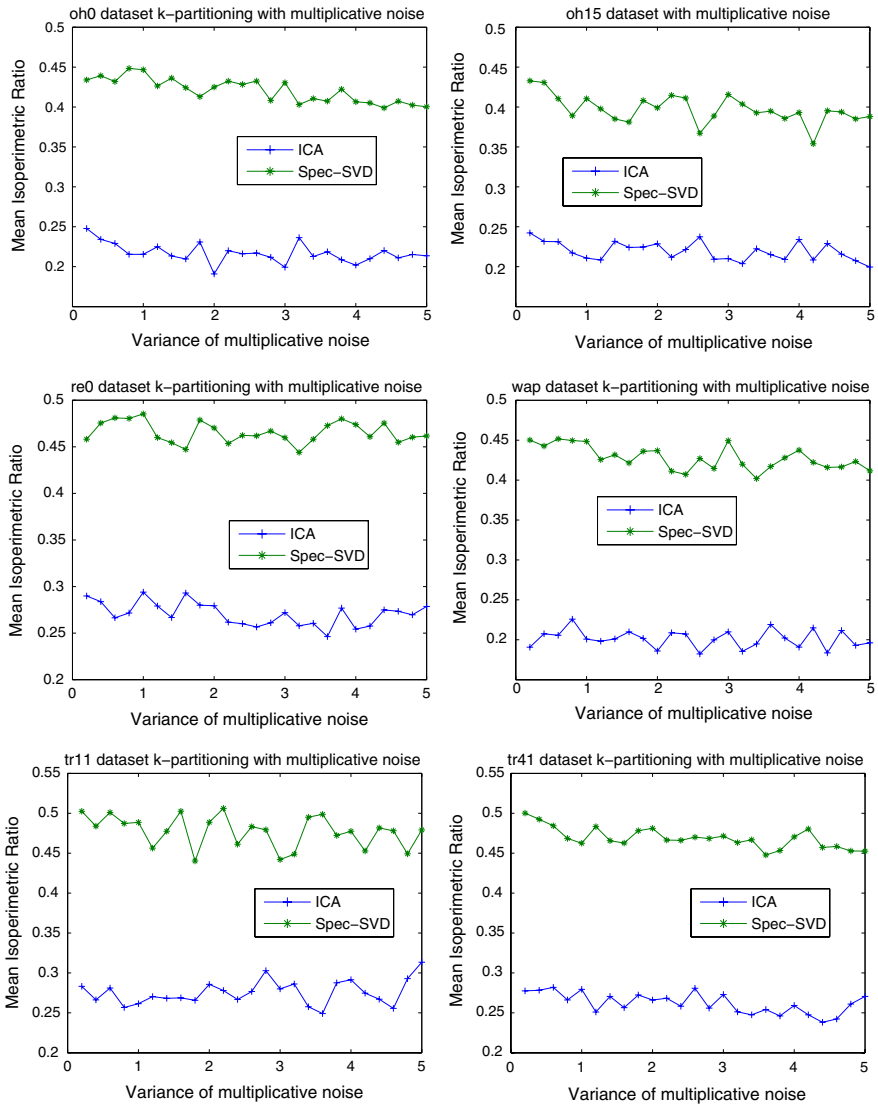 oh0 dataset k−partitioning with multiplicative noise
0.5
0.45
0.4
0.35
0.3
0.25
0.2
Mean Isoperimetric Ratio
ICA
Spec−SVD
0 1 2 3 4 5
Variance of multiplicative noise
oh15 dataset with multiplicative noise
0.5
0.45
0.4
0.35
0.3
0.25
0.2
Mean Isoperimetric Ratio
ICA
Spec−SVD
0 1 2 3 4 5
Variance of multiplicative noise
re0 dataset k−partitioning with multiplicative noise
0.5
0.45
0.4
0.35
0.3
0.25
0.2
Mean Isoperimetric Ratio
ICA
Spec−SVD
0 1 2 3 4 5
Variance of multiplicative noise
wap dataset k−partitioning with multiplicative noise
0.5
0.45
0.4
0.35
0.3
0.25
0.2
Mean Isoperimetric Ratio
ICA
Spec−SVD
0 1 2 3 4 5
Variance of multiplicative noise
tr11 dataset k−partitioning with multiplicative noise
0.55
0.5
0.45
0.4
0.35
0.3
0.25
0.2
Mean Isoperimetric Ratio
ICA
Spec−SVD
0 1 2 3 4 5
Variance of multiplicative noise
tr41 dataset k−partitioning with multiplicative noise
0.55
0.5
0.45
0.4
0.35
0.3
0.25
0.2
Mean Isoperimetric Ratio
ICA
Spec−SVD
0 1 2 3 4 5
Variance of multiplicative noise